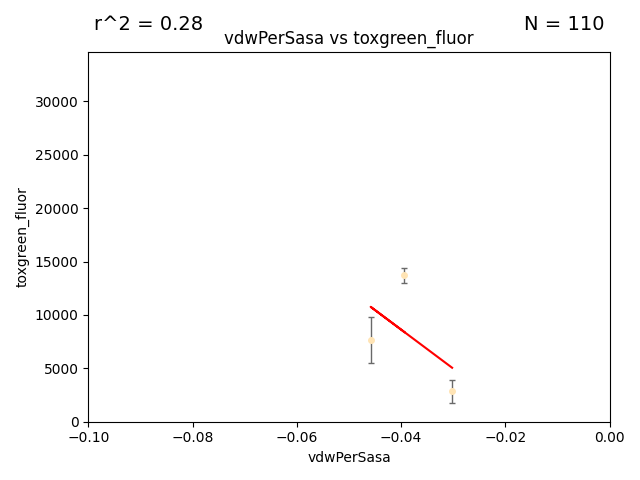 r^2 = 0.28
N = 110
vdwPerSasa vs toxgreen_fluor
30000
25000
20000
15000
10000
5000
0
toxgreen_fluor
−0.10
−0.08
−0.06
−0.04
−0.02
0.00
vdwPerSasa